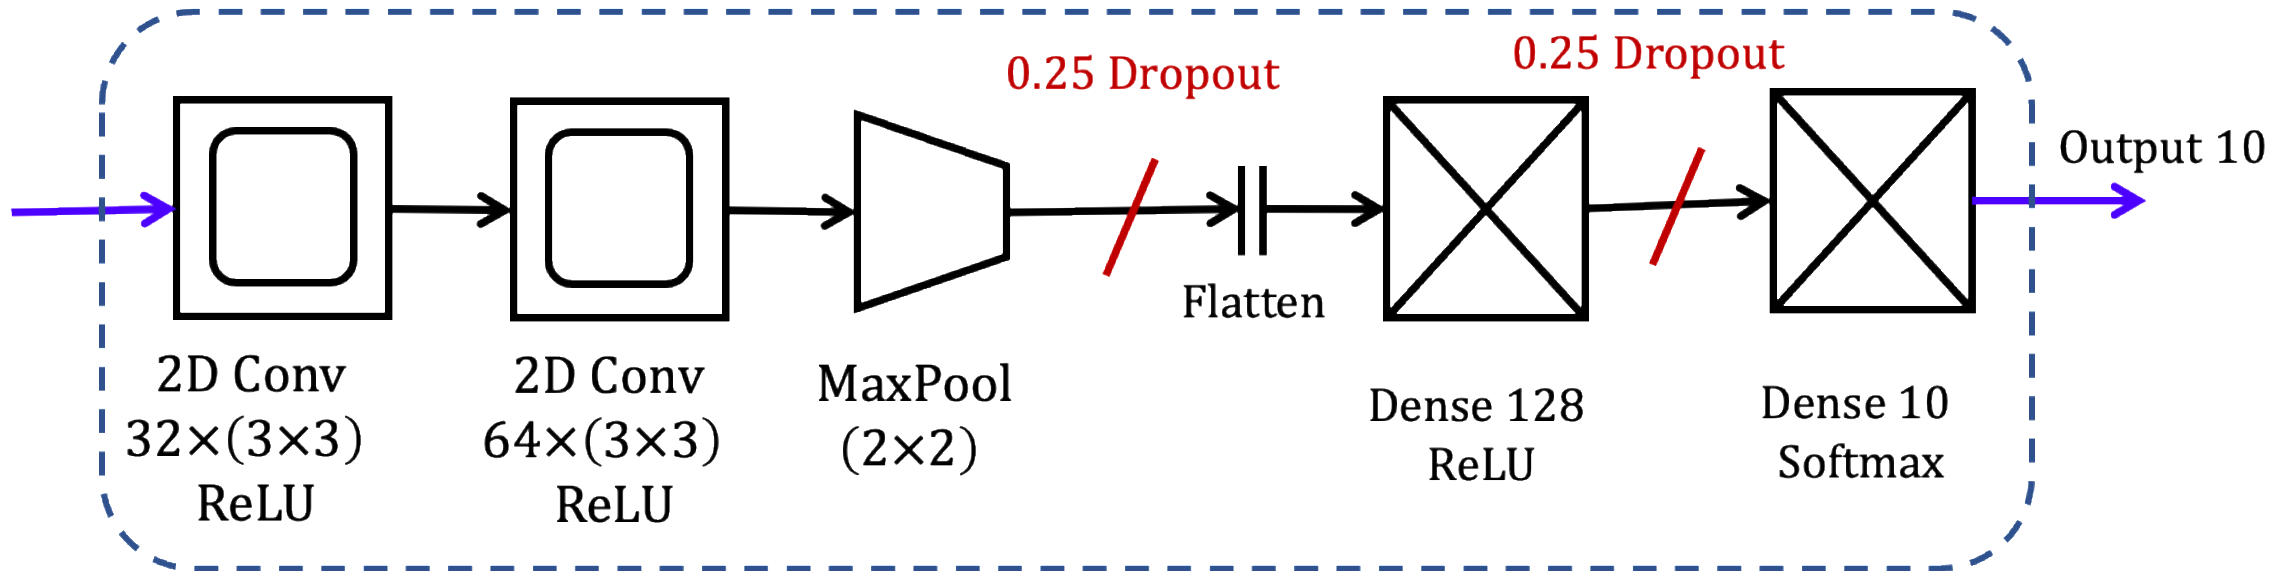 0.25 Dropout
0.25 Dropout
Output 10
Flatten
2D Conv
32×(3×3)
ReLU
2D Conv
64×(3×3)
ReLU
MaxPool
(2×2)
Dense 128
ReLU
Dense 10
Softmax